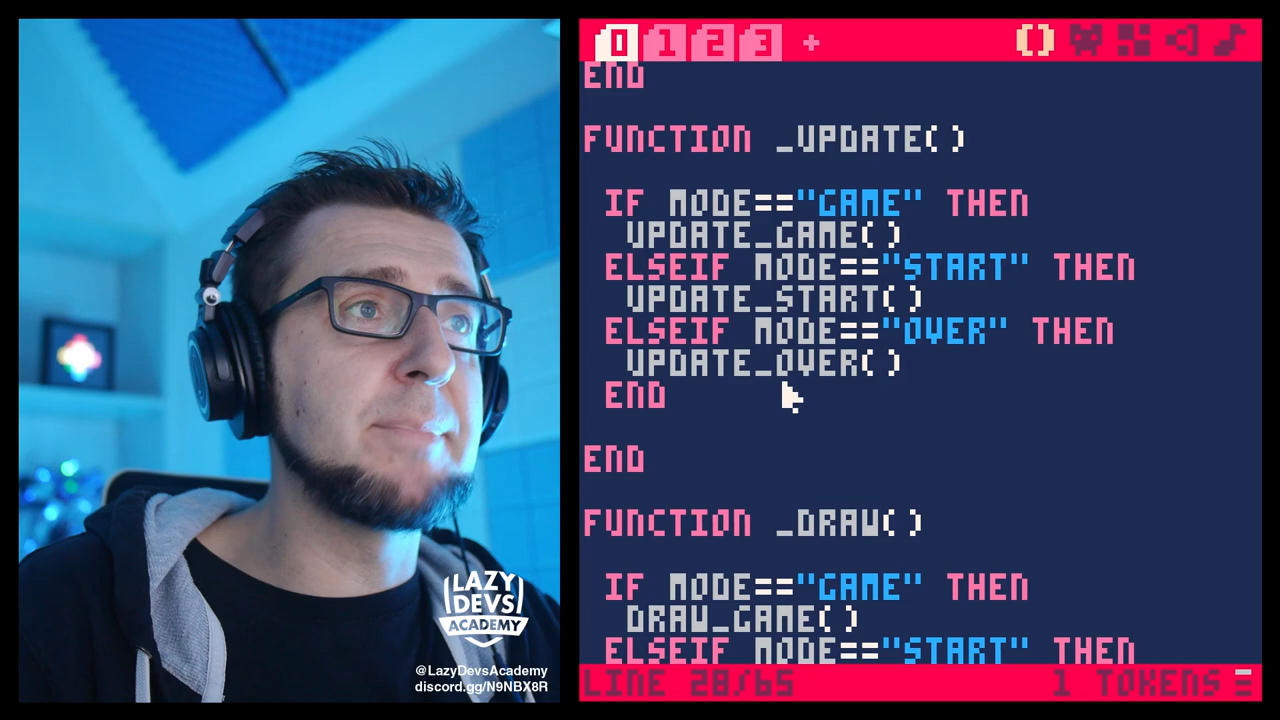 LAZY
DEVS
ACADEMY
@LazyDevsAcademy
discord.gg/N9NBX8R
0 1 2 3 +
END
FUNCTION _UPDATE()
IF MODE=="GAME" THEN
UPDATE_GAME()
ELSEIF MODE=="START" THEN
UPDATE_START()
ELSEIF MODE=="OVER" THEN
UPDATE_OVER()
END
END
FUNCTION _DRAW()
IF MODE=="GAME" THEN
DRAW_GAME()
ELSEIF MODE=="START" THEN
LINE 28/65 1 TOKENS